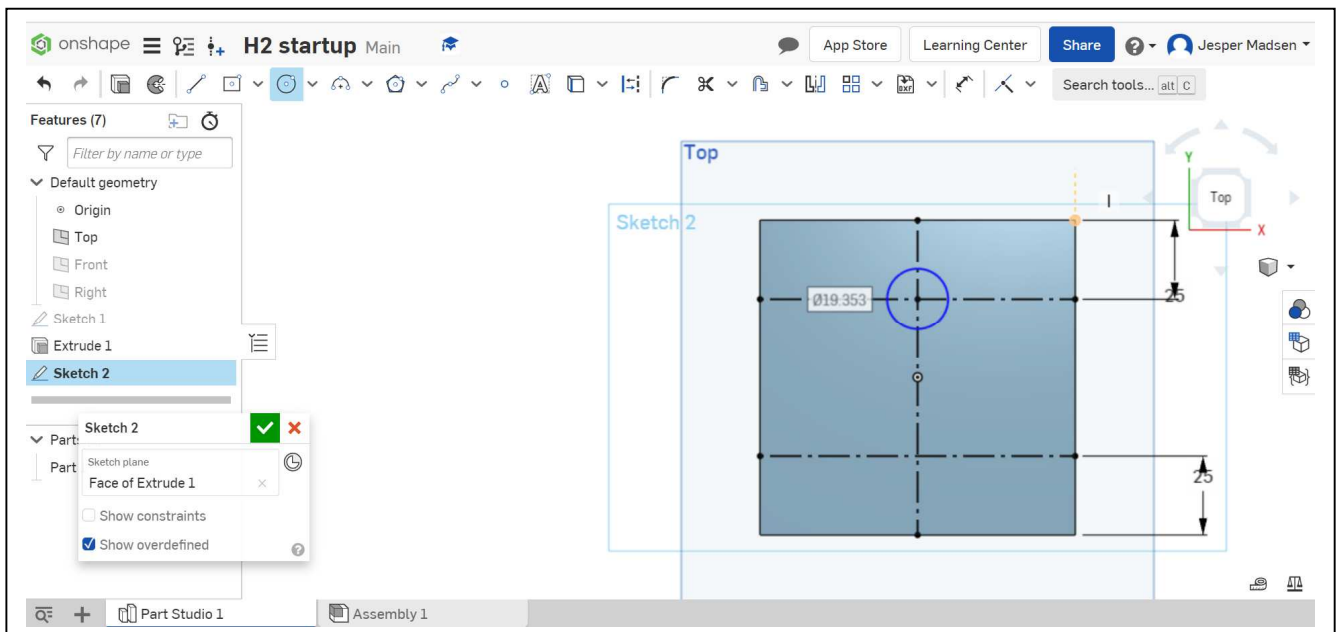 onshape H2 startup Main App Store Learning Center Share Jesper Madsen
Search tools... alt C
Features (7)
Filter by name or type
Default geometry
Origin
Top
Front
Right
Sketch 1
Extrude 1
Sketch 2
Part
Part
Sketch 2
Sketch plane
Face of Extrude 1
Show constraints
Show overdefined
Top
Sketch 2
Ø19.353
25
25
Y
Top
X
Part Studio 1 Assembly 1